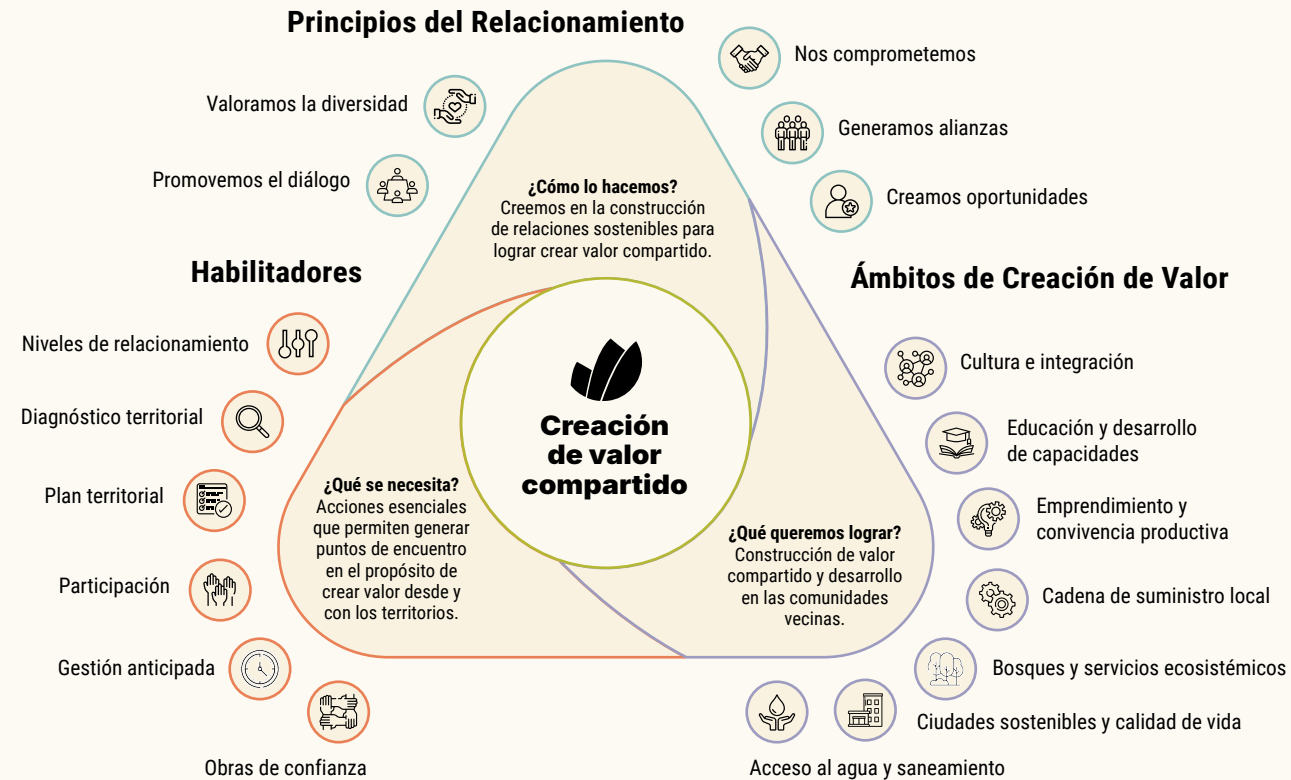 Principios del Relacionamiento
Valoramos la diversidad
Promovemos el diálogo
Nos comprometemos
Generamos alianzas
Creamos oportunidades
¿Cómo lo hacemos?
Creemos en la construcción
de relaciones sostenibles para
lograr crear valor compartido.
Habilitadores
Niveles de relacionamiento
Diagnóstico territorial
Plan territorial
Participación
Gestión anticipada
Obras de confianza
¿Qué se necesita?
Acciones esenciales
que permiten generar
puntos de encuentro
en el propósito de
crear valor desde y
con los territorios.
Creación
de valor
compartido
Ámbitos de Creación de Valor
¿Qué queremos lograr?
Construcción de valor
compartido y desarrollo
en las comunidades
vecinas.
Cultura e integración
Educación y desarrollo
de capacidades
Emprendimiento y
convivencia productiva
Cadena de suministro local
Bosques y servicios ecosistémicos
Ciudades sostenibles y calidad de vida
Acceso al agua y saneamiento